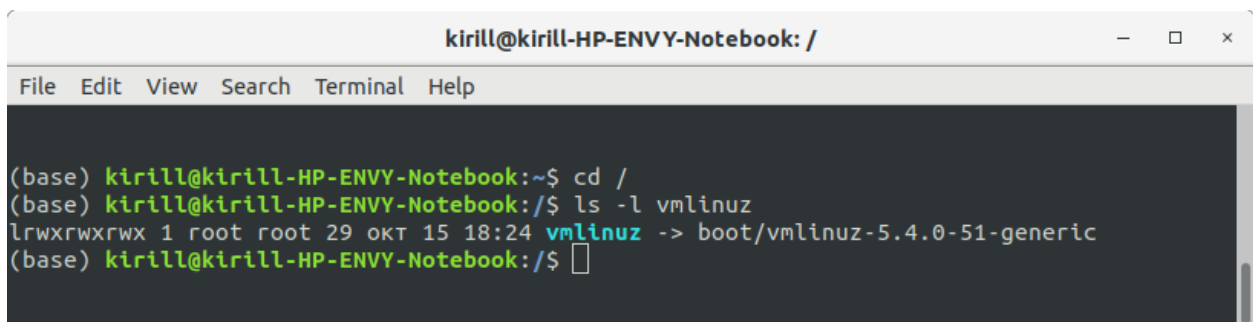 kirill@kirill-HP-ENVY-Notebook: /
File Edit View Search Terminal Help
(base) kirill@kirill-HP-ENVY-Notebook:~$ cd /
(base) kirill@kirill-HP-ENVY-Notebook:/$ ls -l vmlinuz
lrwxrwxrwx 1 root root 29 окт 15 18:24 vmlinuz -> boot/vmlinuz-5.4.0-51-generic
(base) kirill@kirill-HP-ENVY-Notebook:/$